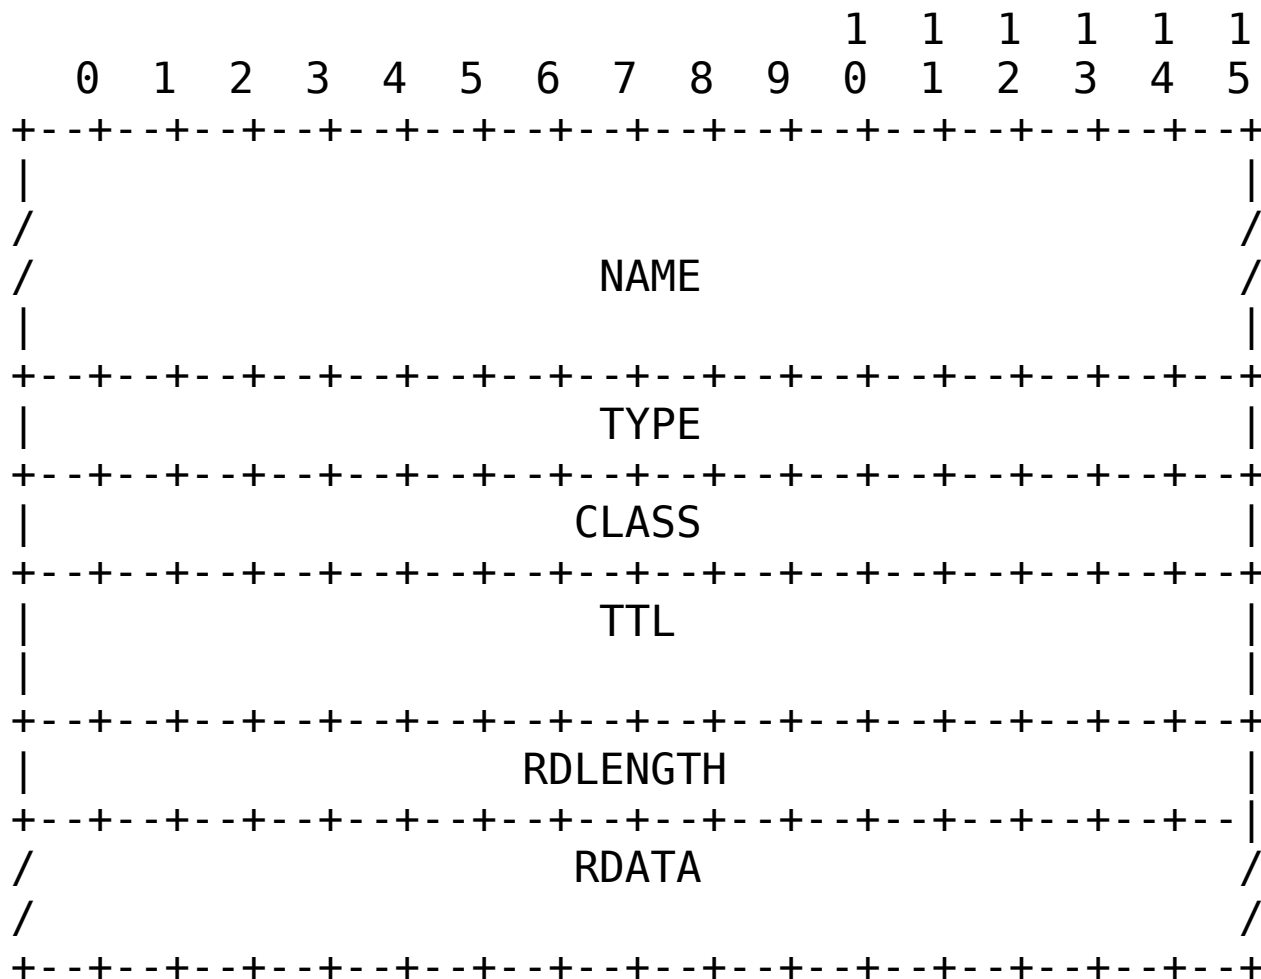 1  1  1  1  1  1
   0  1  2  3  4  5  6  7  8  9  0  1  2  3  4  5
+--+--+--+--+--+--+--+--+--+--+--+--+--+--+--+--+
|                                                |
/                                                /
/                      NAME                      /
|                                                |
+--+--+--+--+--+--+--+--+--+--+--+--+--+--+--+--+
|                      TYPE                      |
+--+--+--+--+--+--+--+--+--+--+--+--+--+--+--+--+
|                     CLASS                      |
+--+--+--+--+--+--+--+--+--+--+--+--+--+--+--+--+
|                      TTL                       |
|                                                |
+--+--+--+--+--+--+--+--+--+--+--+--+--+--+--+--+
|                   RDLENGTH                     |
+--+--+--+--+--+--+--+--+--+--+--+--+--+--+--+--|
/                     RDATA                      /
/                                                /
+--+--+--+--+--+--+--+--+--+--+--+--+--+--+--+--+